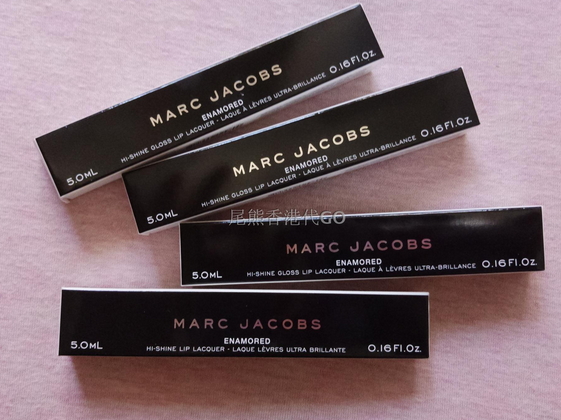 MARC JACOBS
ENAMORED
5.0ML HI-SHINE GLOSS LIP LACQUER · LAQUE À LÈVRES ULTRA-BRILLANCE 0.16Fl.Oz.
MARC JACOBS
ENAMORED
5.0ML HI-SHINE GLOSS LIP LACQUER · LAQUE À LÈVRES ULTRA-BRILLANCE 0.16Fl.Oz.
尾熊香港代GO
MARC JACOBS
ENAMORED
5.0ML HI-SHINE GLOSS LIP LACQUER · LAQUE À LÈVRES ULTRA-BRILLANCE 0.16Fl.Oz.
MARC JACOBS
ENAMORED
5.0ML HI-SHINE LIP LACQUER · LAQUE LÈVRES ULTRA BRILLANTE 0.16Fl.Oz.